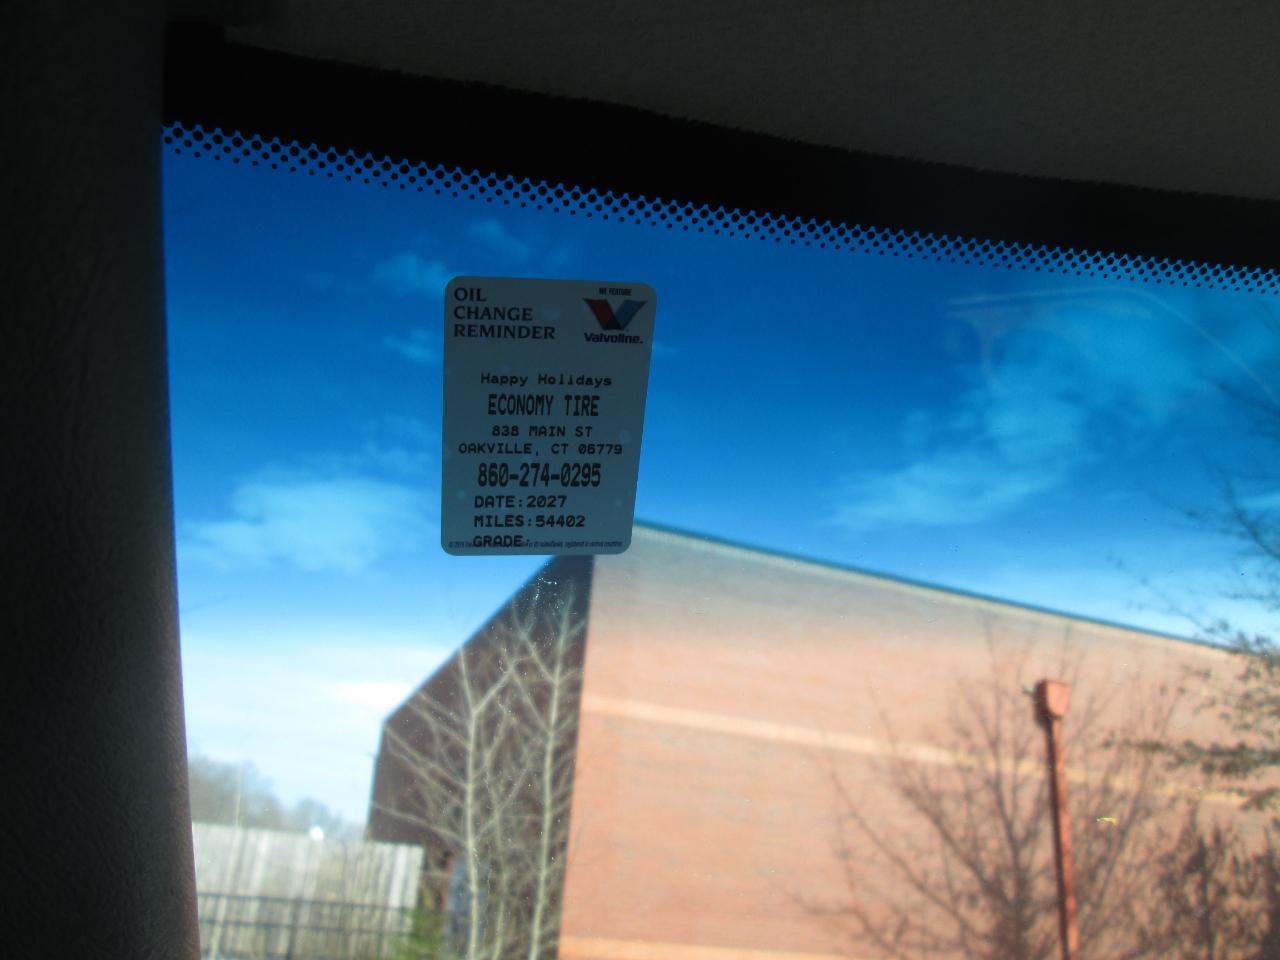 OIL
CHANGE
REMINDER
WE FEATURE
Valvoline.
Happy Holidays
ECONOMY TIRE
838 MAIN ST
OAKVILLE, CT 06779
860-274-0295
DATE:2027
MILES:54402
GRADE: